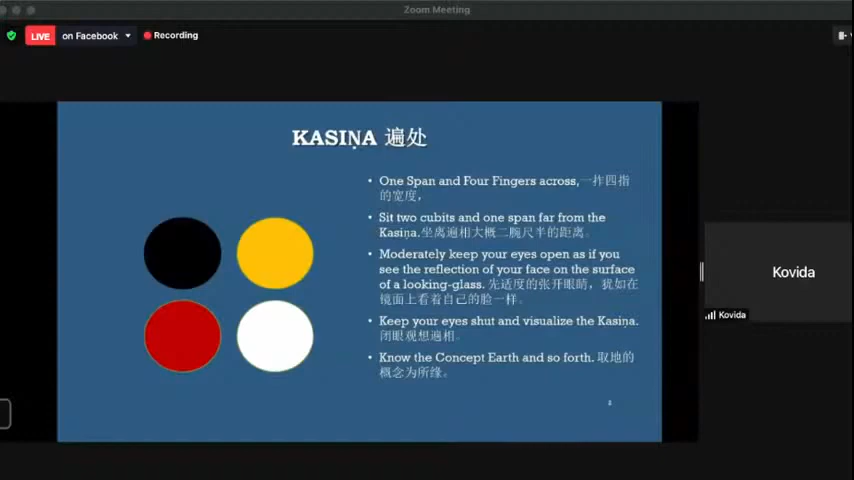 Zoom Meeting
LIVE
on Facebook
Recording
KASIṆA 遍处
• One Span and Four Fingers across,一拃四指
的宽度，
• Sit two cubits and one span far from the
Kasiṇa.坐离遍相大概二腕尺半的距离。
• Moderately keep your eyes open as if you
see the reflection of your face on the surface
of a looking-glass. 先适度的张开眼睛，犹如在
镜面上看着自己的脸一样。
• Keep your eyes shut and visualize the Kasiṇa.
闭眼观想遍相。
• Know the Concept Earth and so forth. 取地的
概念为所缘。
Kovida
Kovida